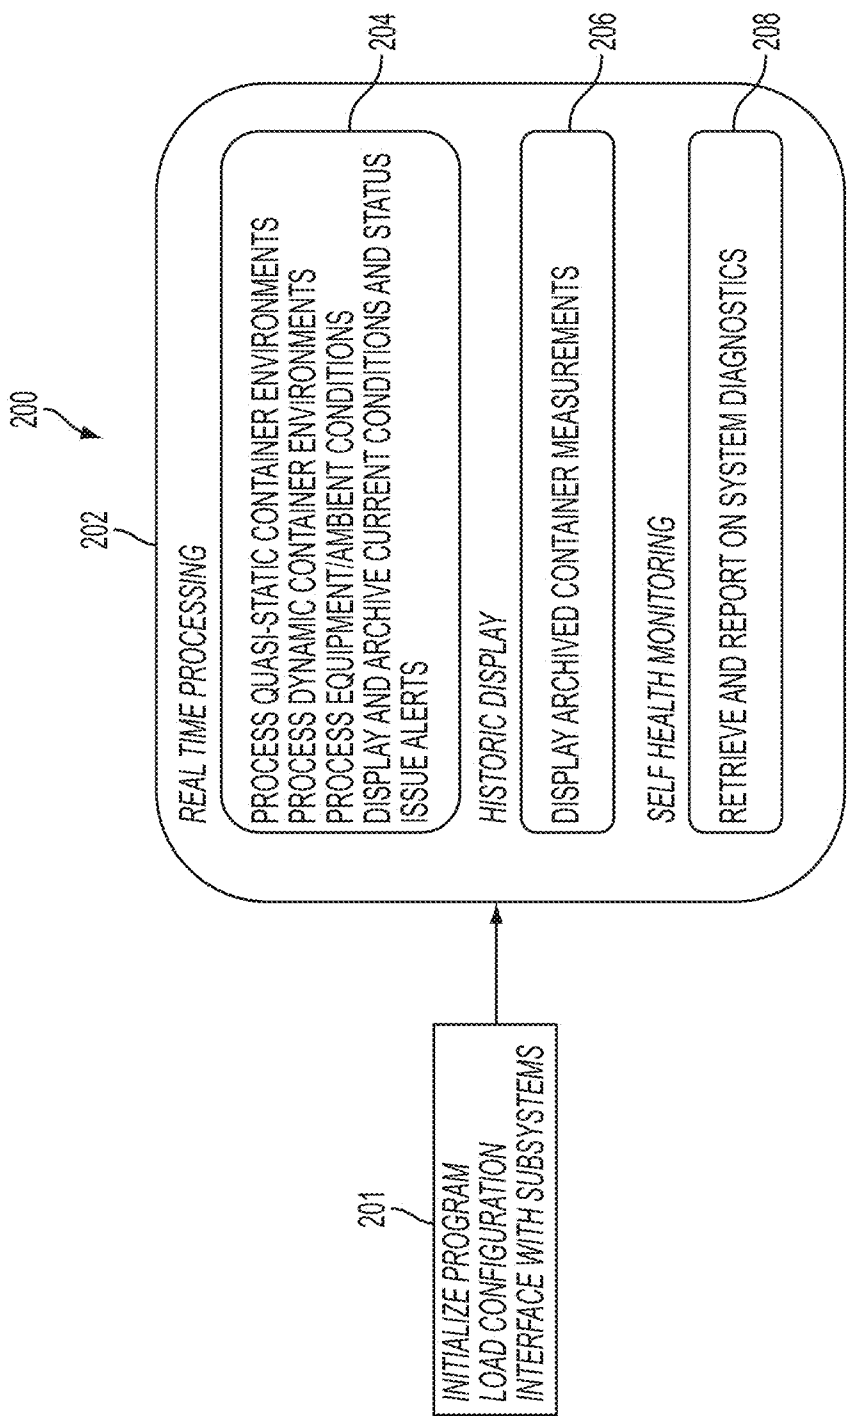 200
201
INITIALIZE PROGRAM
LOAD CONFIGURATION
INTERFACE WITH SUBSYSTEMS
202
REAL TIME PROCESSING
204
PROCESS QUASI-STATIC CONTAINER ENVIRONMENTS
PROCESS DYNAMIC CONTAINER ENVIRONMENTS
PROCESS EQUIPMENT/AMBIENT CONDITIONS
DISPLAY AND ARCHIVE CURRENT CONDITIONS AND STATUS
ISSUE ALERTS
HISTORIC DISPLAY
206
DISPLAY ARCHIVED CONTAINER MEASUREMENTS
SELF HEALTH MONITORING
208
RETRIEVE AND REPORT ON SYSTEM DIAGNOSTICS